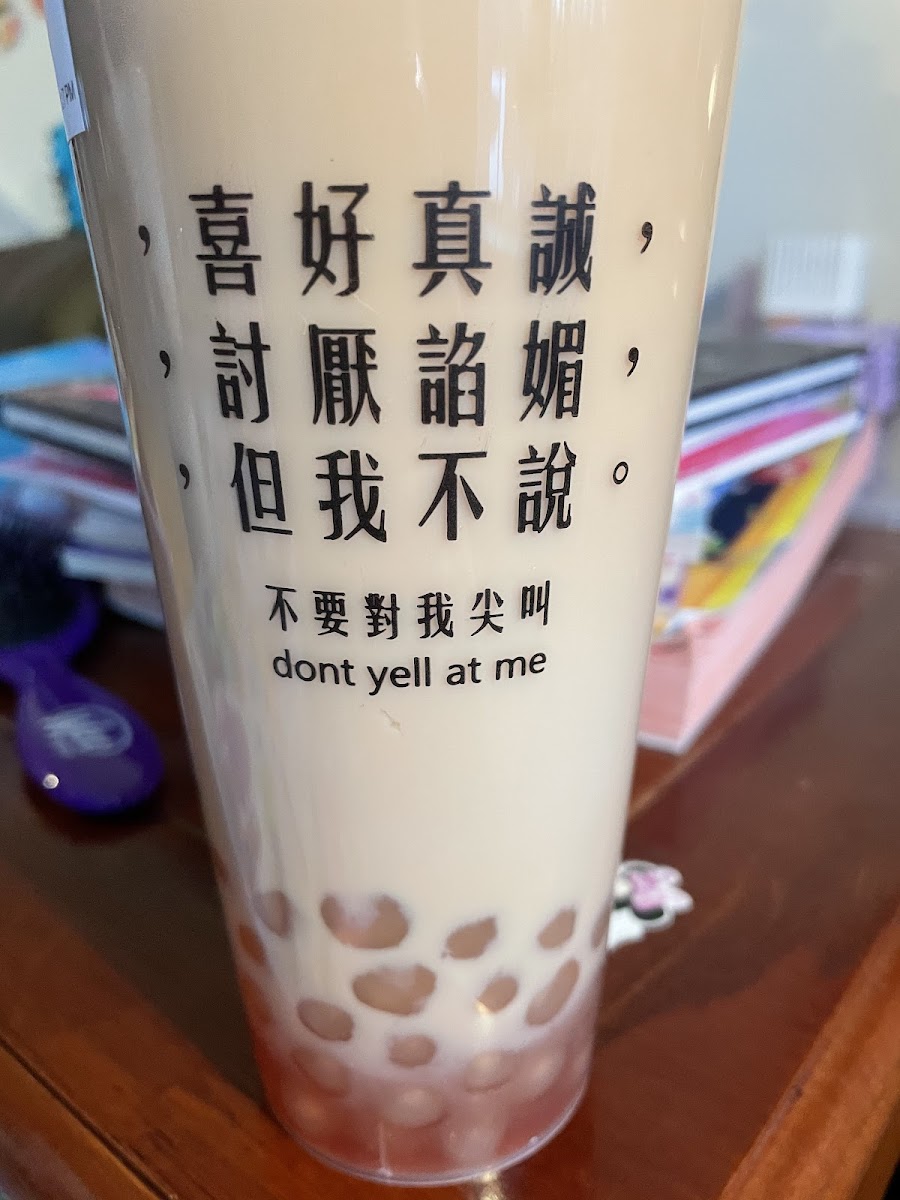 ，喜好真誠，
，討厭諂媚，
，但我不說。
不要對我尖叫
dont yell at me
PM